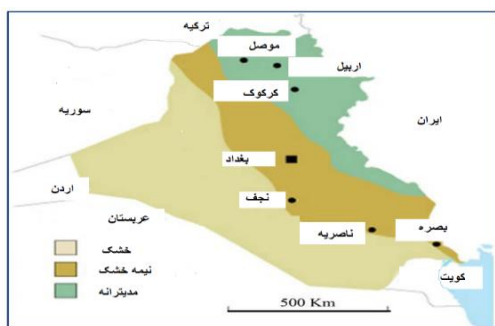 ترکیه
موصل
اربیل
کرکوک
سوریه
ایران
بغداد
اردن
نجف
عربستان
ناصریه
بصره
کویت
خشک
نیمه خشک
مدیترانه
500 Km